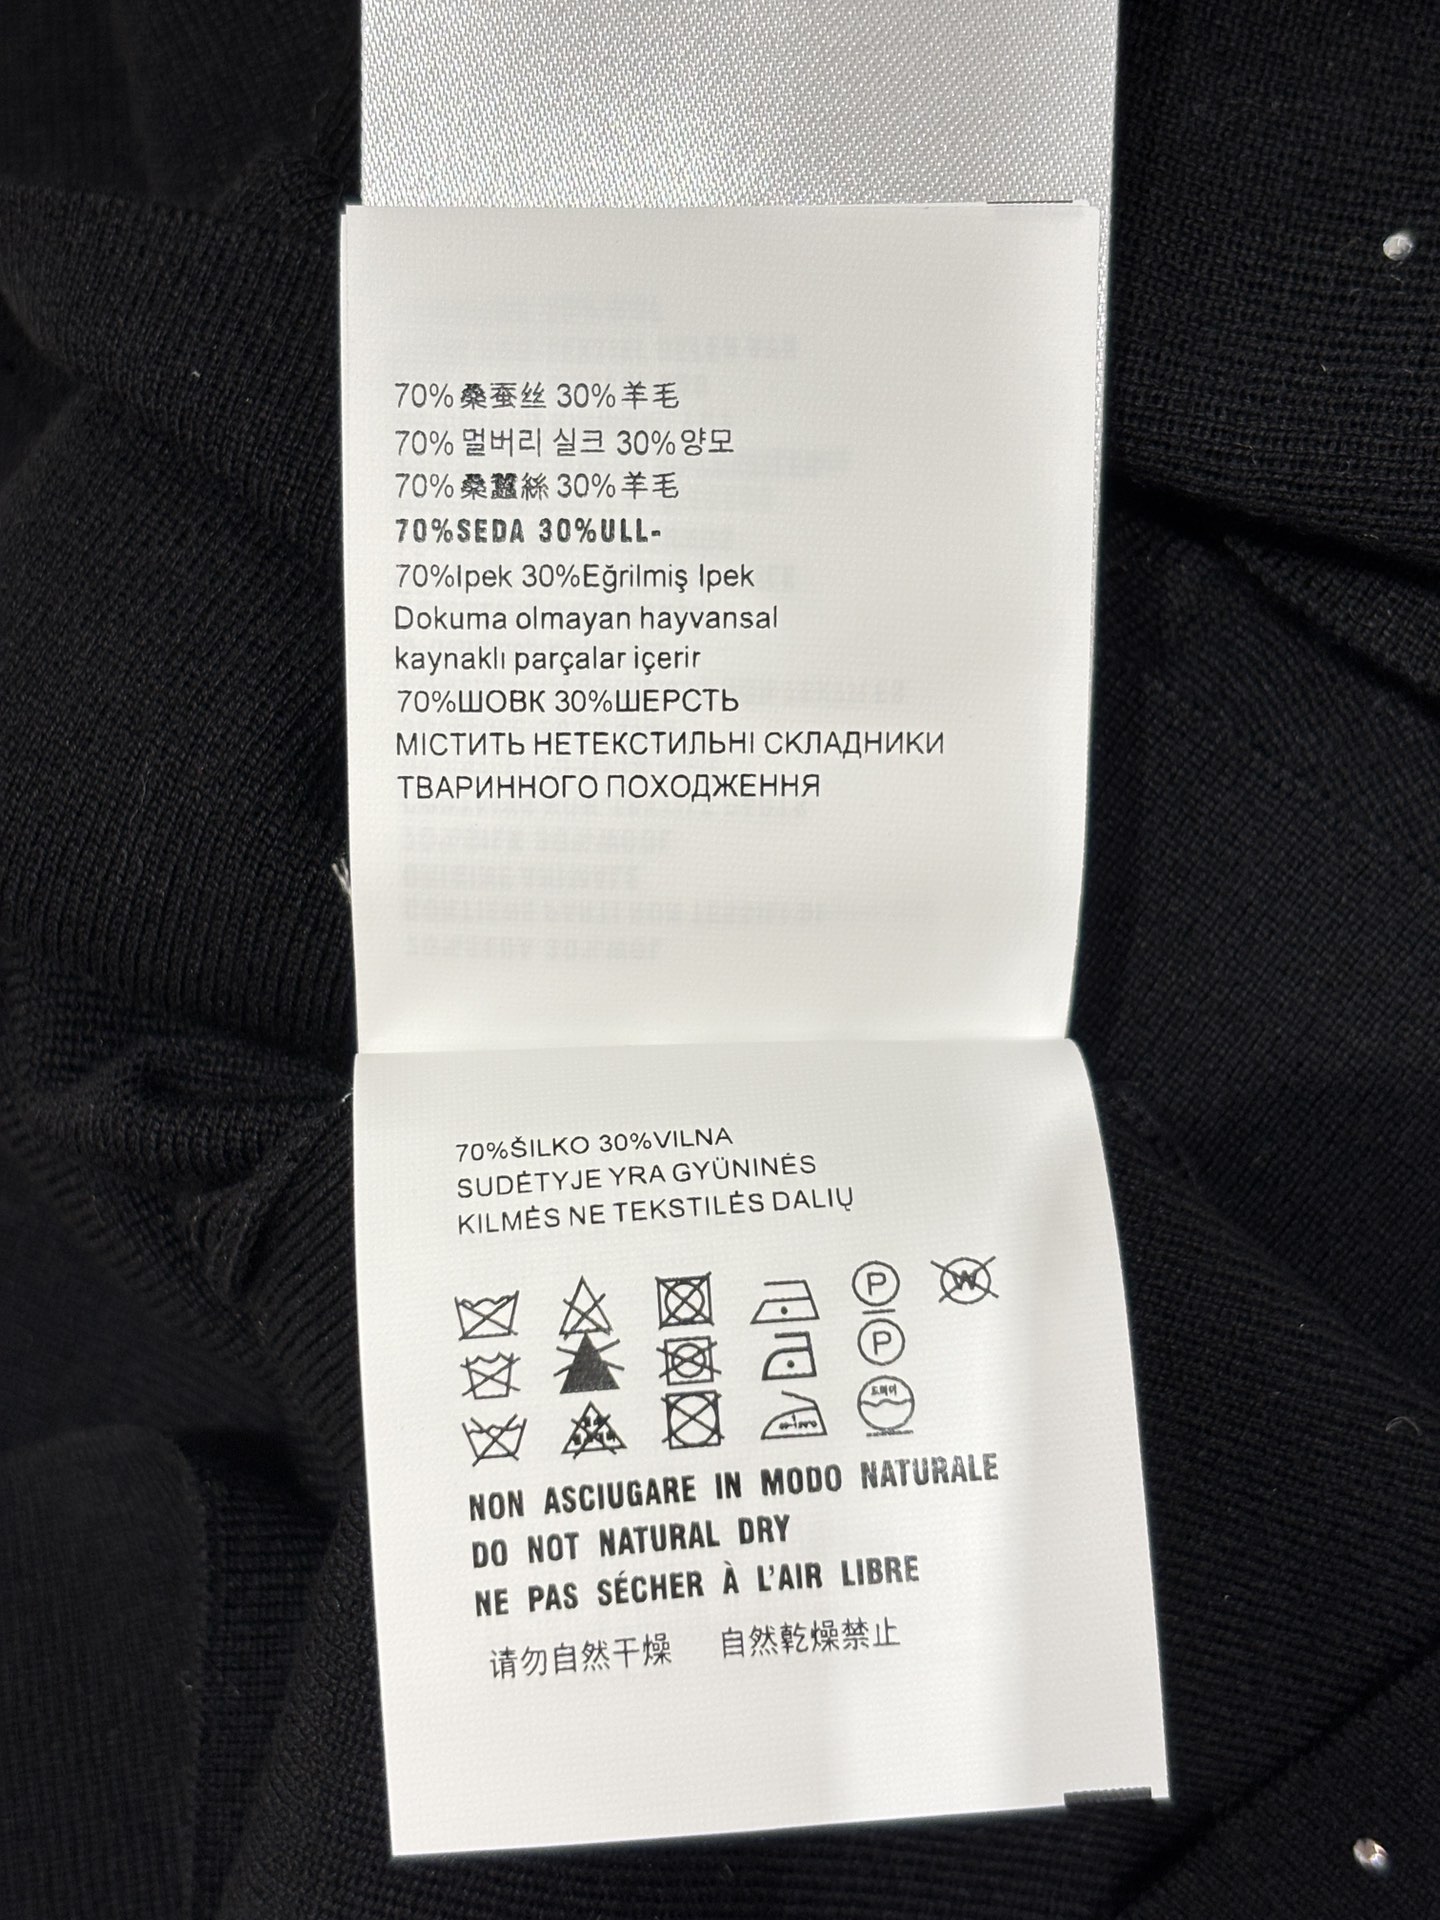 70%桑蚕丝 30%羊毛
70% 멀버리 실크 30%양모
70%桑蠶絲 30%羊毛
70%SEDA 30%ULL-
70%Ipek 30%Eğrilmiş Ipek
Dokuma olmayan hayvansal
kaynaklı parçalar içerir
70%ШОВК 30%ШЕРСТЬ
МІСТИТЬ НЕТЕКСТИЛЬНІ СКЛАДНИКИ
ТВАРИННОГО ПОХОДЖЕННЯ
70%ŠILKO 30%VILNA
SUDĖTYJE YRA GYŪNINĖS
KILMĖS NE TEKSTILĖS DALIŲ
P W
P
드라이
NON ASCIUGARE IN MODO NATURALE
DO NOT NATURAL DRY
NE PAS SÉCHER À L'AIR LIBRE
请勿自然干燥 自然乾燥禁止